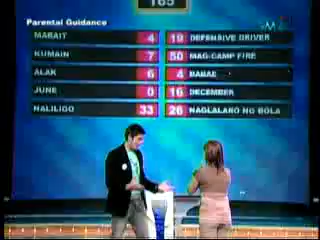 165
Parental Guidance
MABAIT 4 19 DEFENSIVE DRIVER
KUMAIN 7 50 MAG-CAMP FIRE
ALAK 6 4 BABAE
JUNE 0 16 DECEMBER
NALILIGO 33 26 NAGLALARO NG BOLA